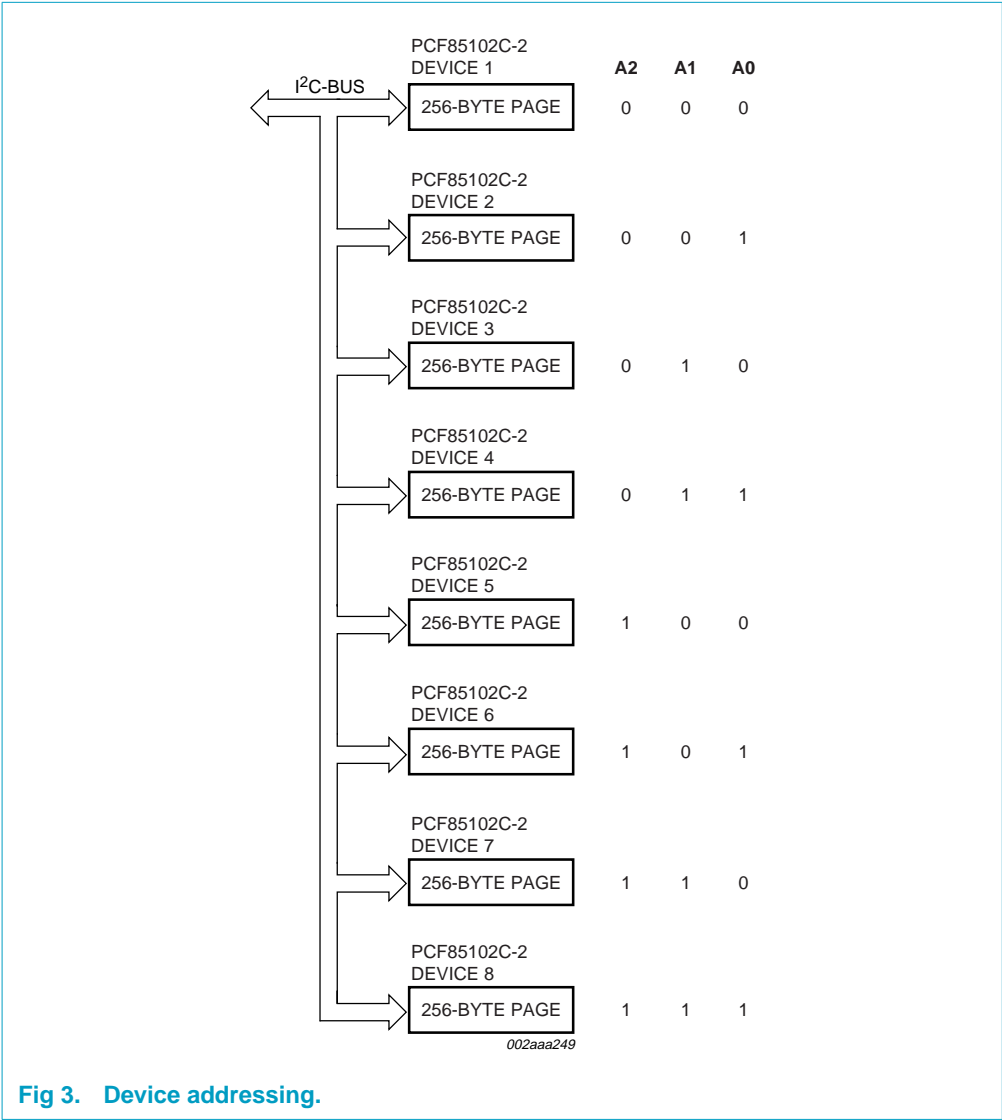 PCF85102C-2
DEVICE 1
A2 A1 A0
I²C-BUS
256-BYTE PAGE 0 0 0
PCF85102C-2
DEVICE 2
256-BYTE PAGE 0 0 1
PCF85102C-2
DEVICE 3
256-BYTE PAGE 0 1 0
PCF85102C-2
DEVICE 4
256-BYTE PAGE 0 1 1
PCF85102C-2
DEVICE 5
256-BYTE PAGE 1 0 0
PCF85102C-2
DEVICE 6
256-BYTE PAGE 1 0 1
PCF85102C-2
DEVICE 7
256-BYTE PAGE 1 1 0
PCF85102C-2
DEVICE 8
256-BYTE PAGE 1 1 1
002aaa249
Fig 3. Device addressing.